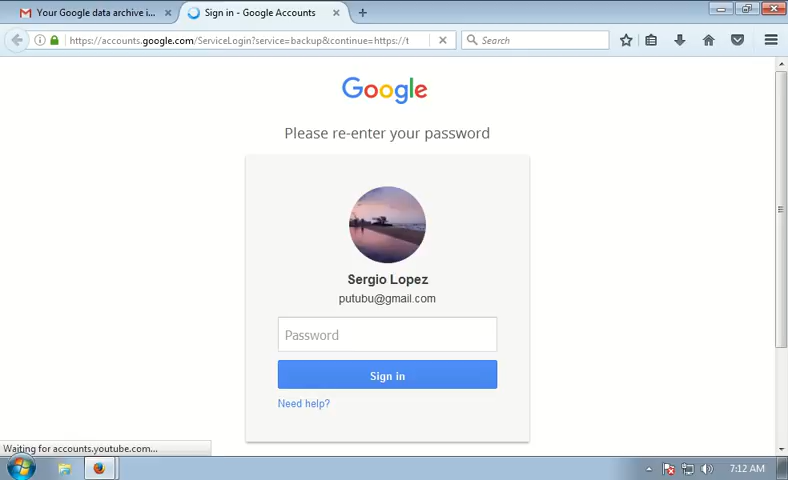 Your Google data archive i...
Sign in - Google Accounts
https://accounts.google.com/ServiceLogin?service=backup&continue=https://t
Search
Google
Please re-enter your password
Sergio Lopez
putubu@gmail.com
Password
Sign in
Need help?
Waiting for accounts.youtube.com...
7:12 AM